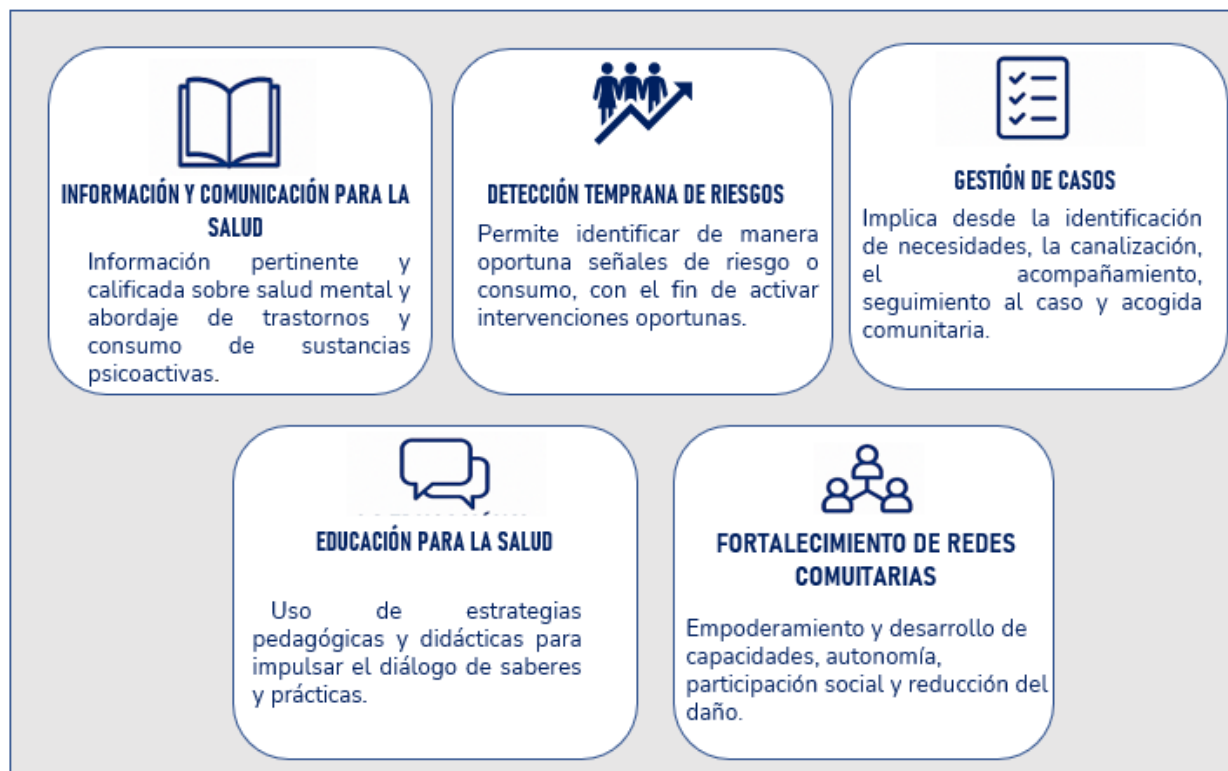 INFORMACIÓN Y COMUNICACIÓN PARA LA
SALUD
Información pertinente y
calificada sobre salud mental y
abordaje de trastornos y
consumo de sustancias
psicoactivas.
DETECCIÓN TEMPRANA DE RIESGOS
Permite identificar de manera
oportuna señales de riesgo o
consumo, con el fin de activar
intervenciones oportunas.
GESTIÓN DE CASOS
Implica desde la identificación
de necesidades, la canalización,
el acompañamiento,
seguimiento al caso y acogida
comunitaria.
EDUCACIÓN PARA LA SALUD
Uso de estrategias
pedagógicas y didácticas para
impulsar el diálogo de saberes
y prácticas.
FORTALECIMIENTO DE REDES
COMUITARIAS
Empoderamiento y desarrollo de
capacidades, autonomía,
participación social y reducción del
daño.